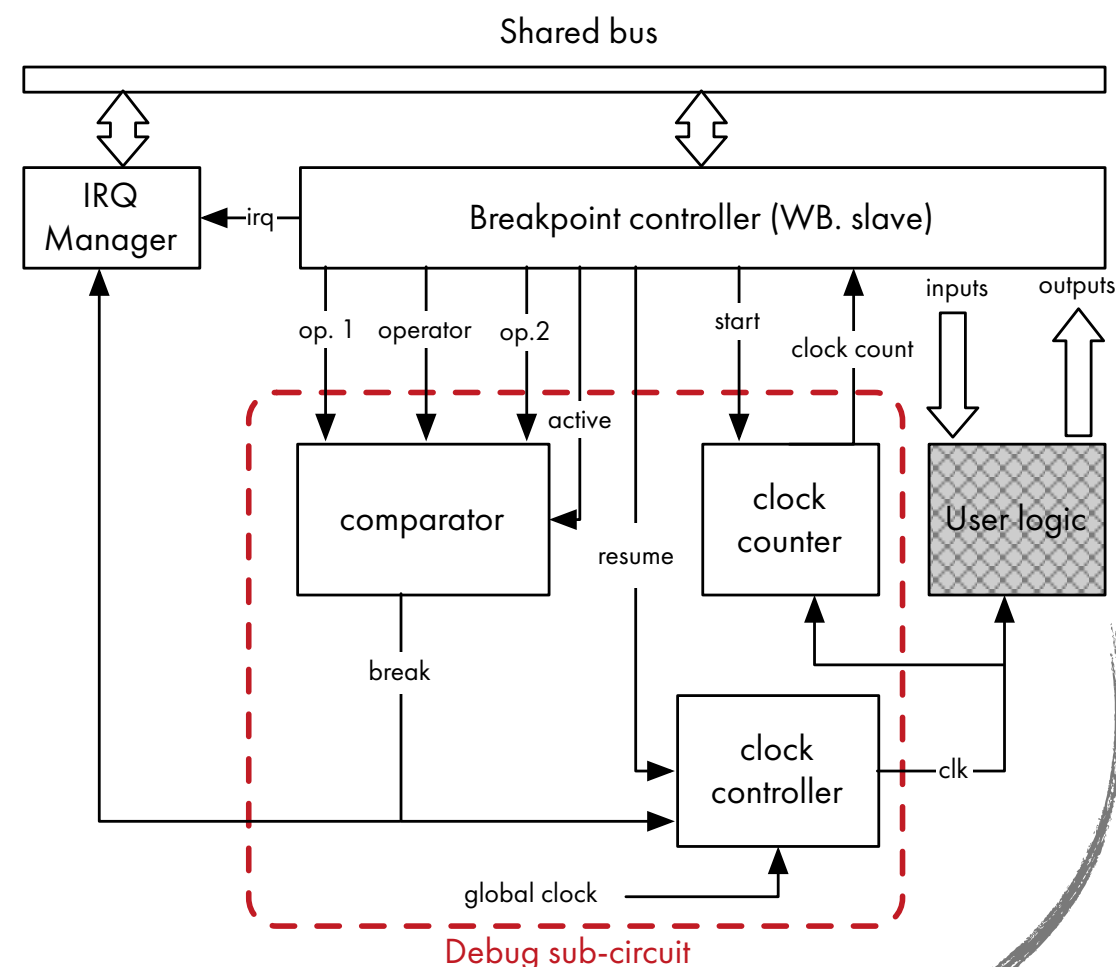 Shared bus
IRQ
Manager
irq
Breakpoint controller (WB. slave)
inputs
outputs
op. 1
operator
op.2
start
clock count
active
comparator
resume
clock
counter
User logic
break
clock
controller
clk
global clock
Debug sub-circuit